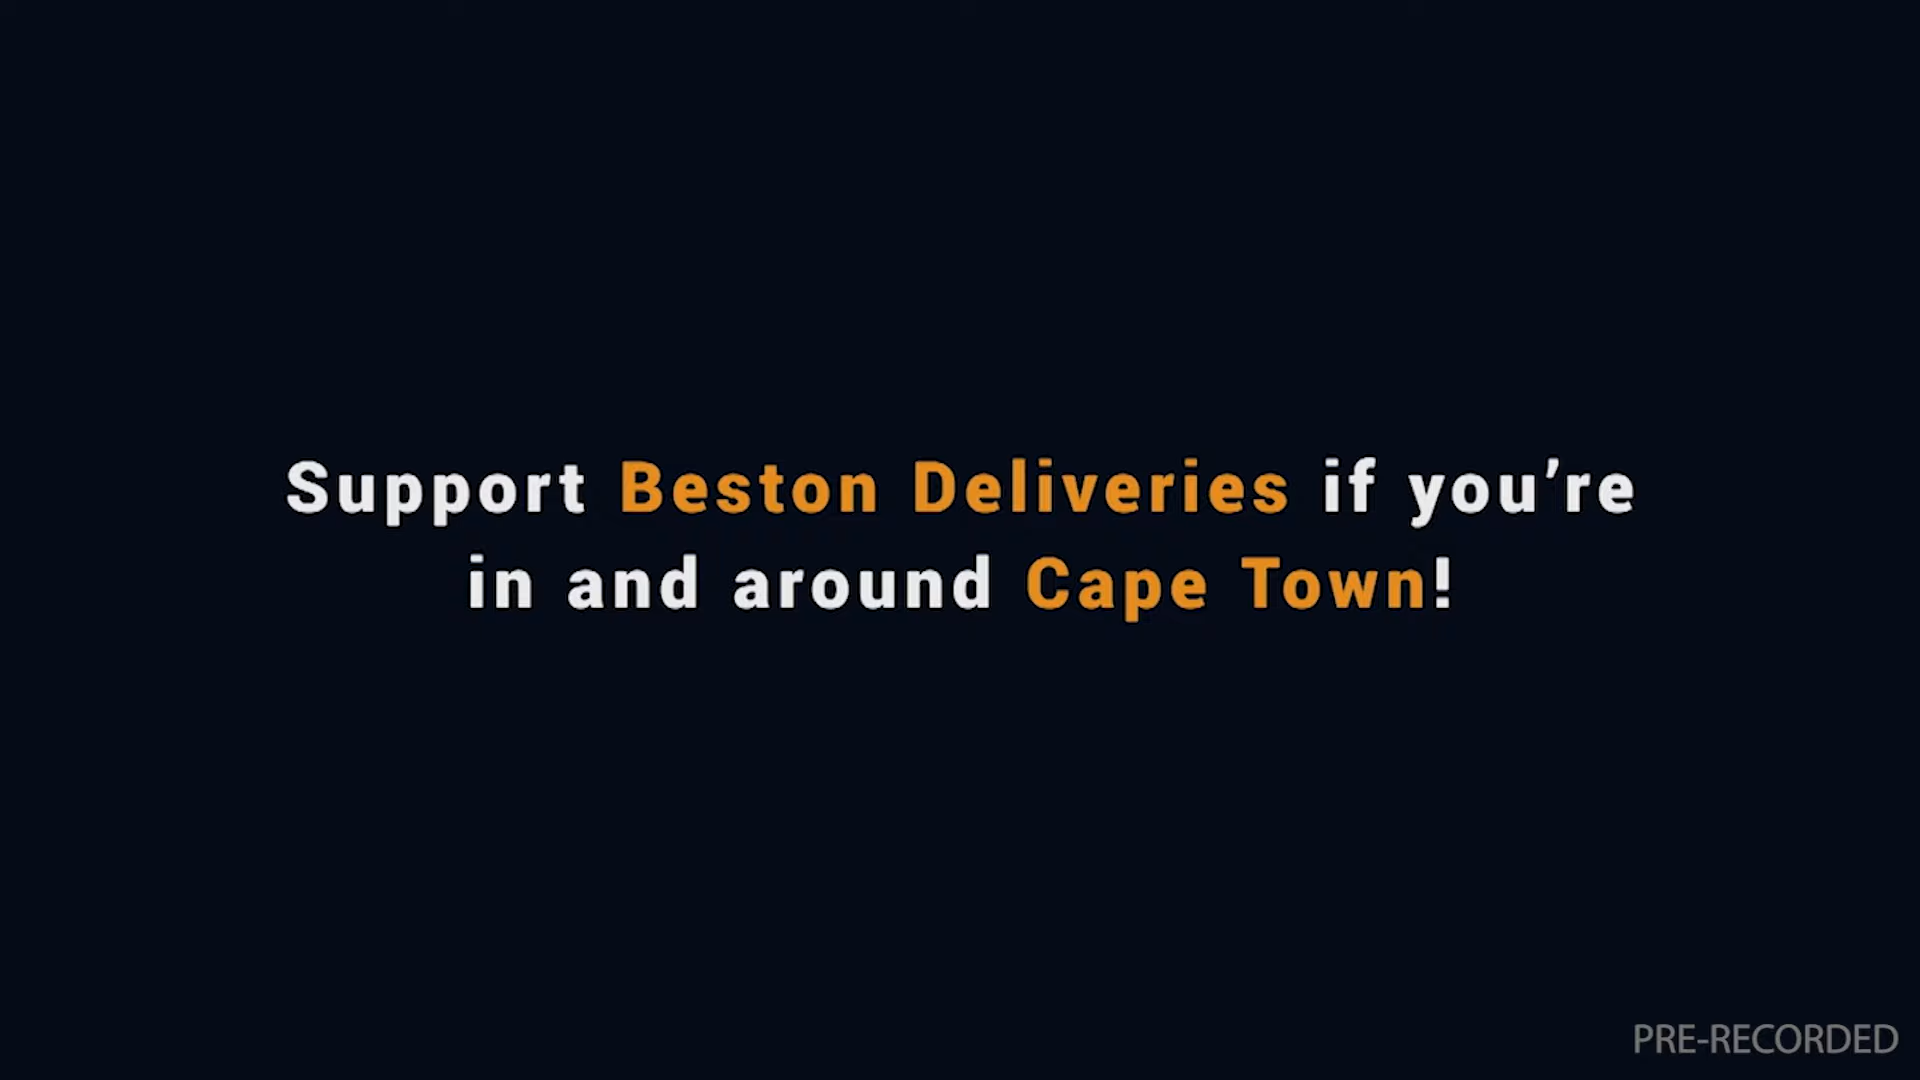 Support Beston Deliveries if you’re
in and around Cape Town!
PRE-RECORDED